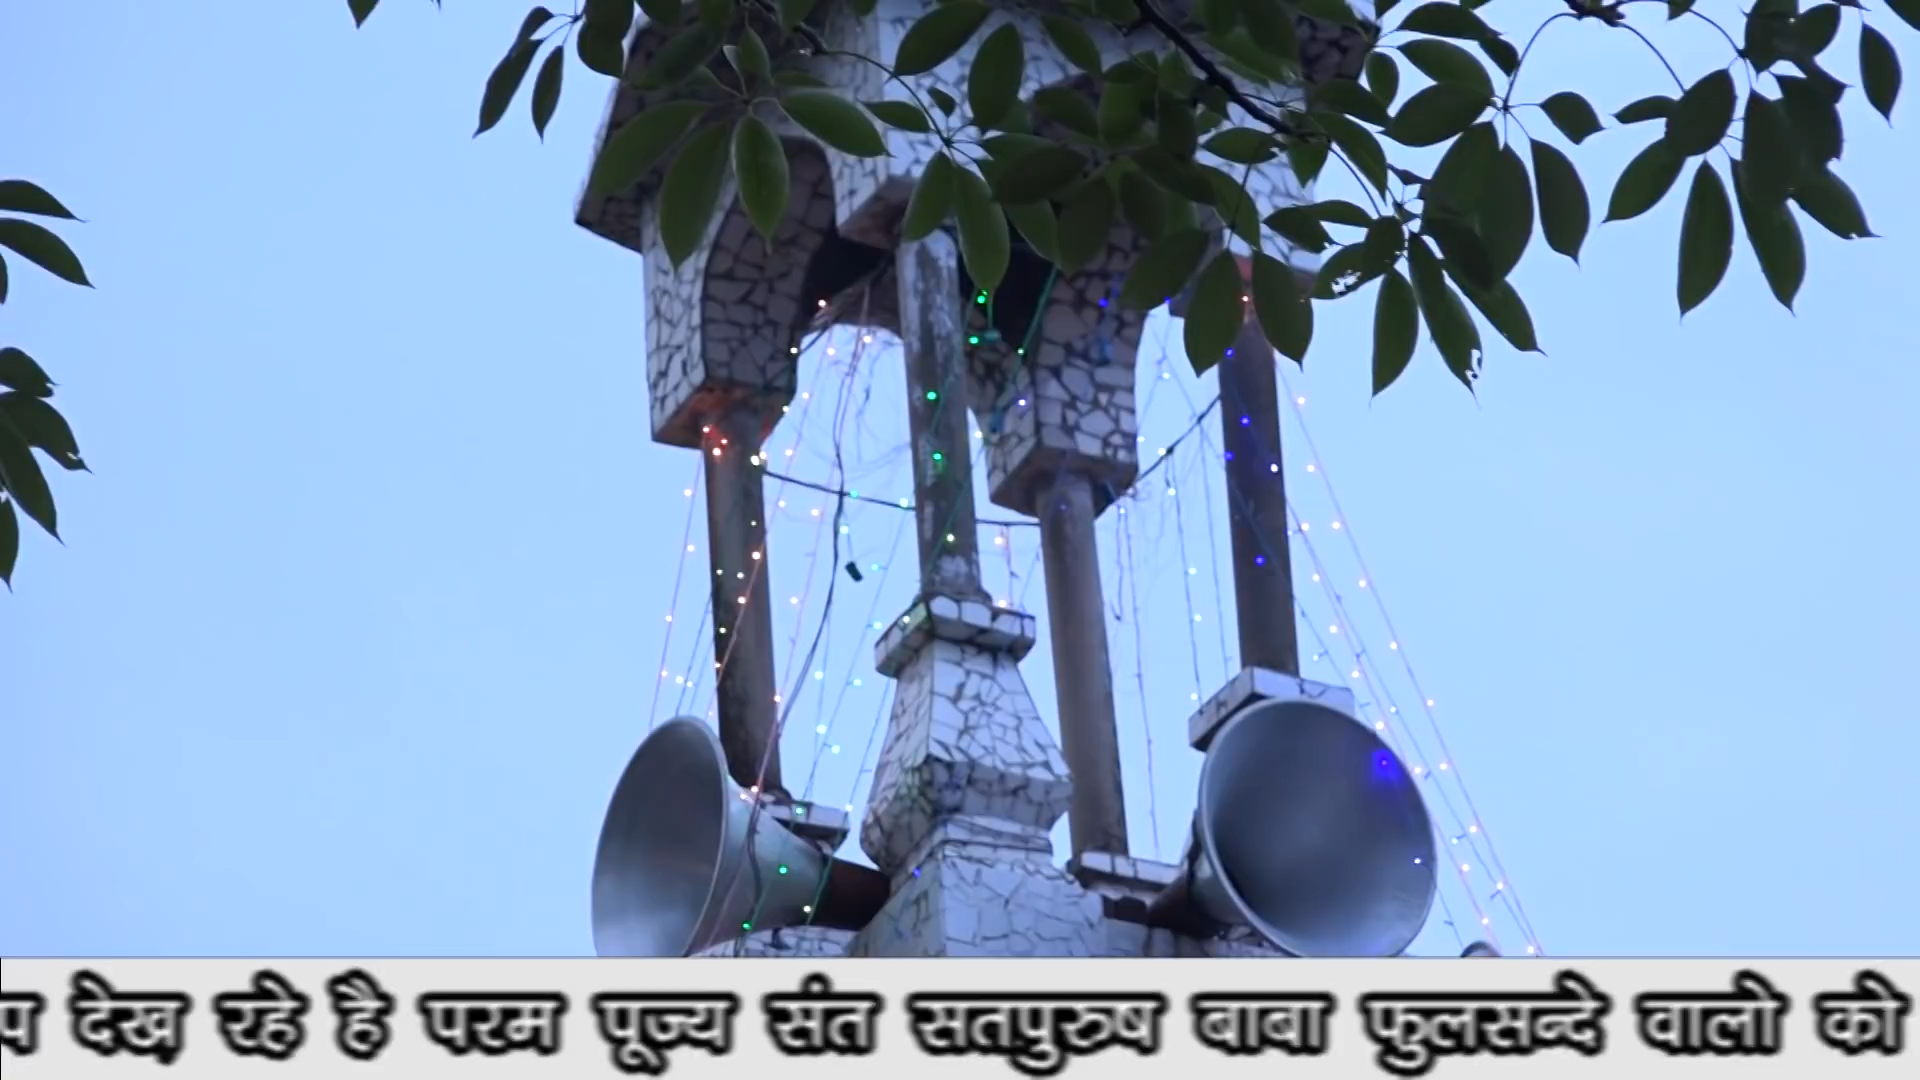 प देख रहे है परम पूज्य संत सतपुरुष बाबा फुलसन्दे वालो को